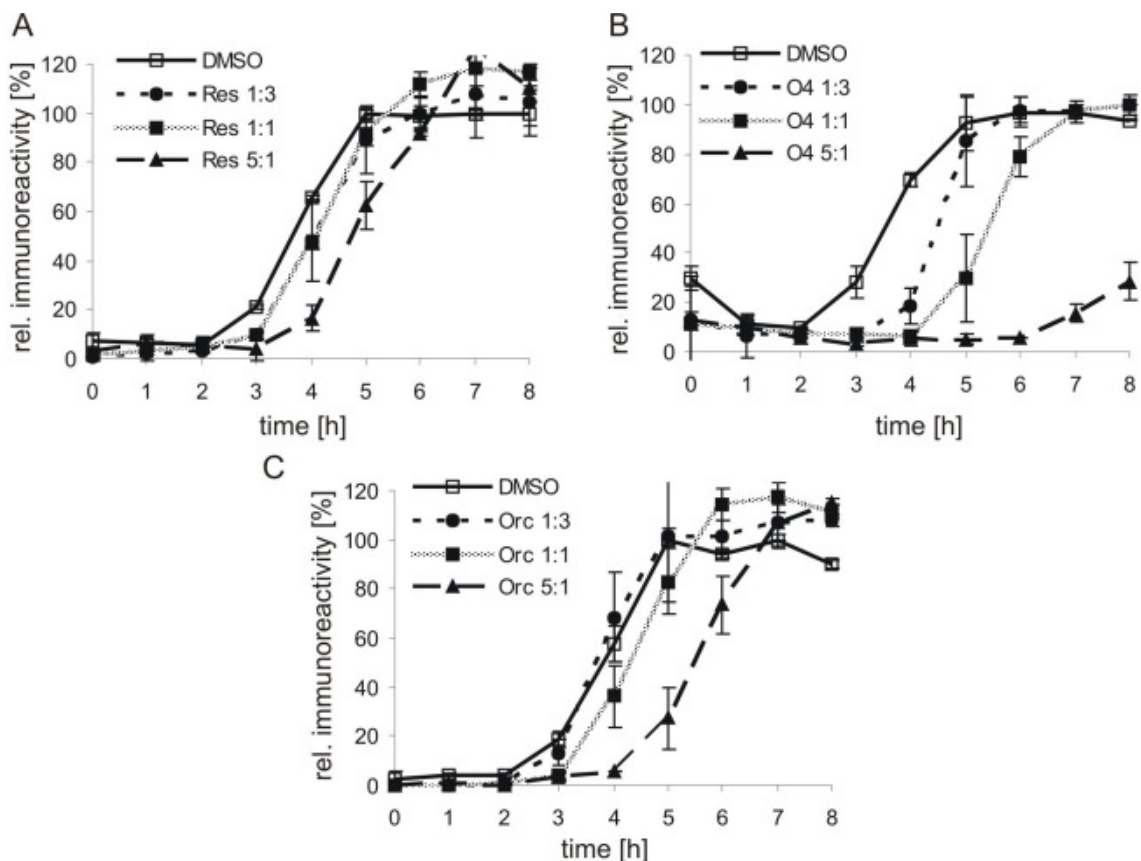 A
rel. immunoreactivity [%]
120
100
80
60
40
20
0
DMSO
Res 1:3
Res 1:1
Res 5:1
0 1 2 3 4 5 6 7 8
time [h]
B
rel. immunoreactivity [%]
120
100
80
60
40
20
0
DMSO
O4 1:3
O4 1:1
O4 5:1
0 1 2 3 4 5 6 7 8
time [h]
C
rel. immunoreactivity [%]
120
100
80
60
40
20
0
DMSO
Orc 1:3
Orc 1:1
Orc 5:1
0 1 2 3 4 5 6 7 8
time [h]